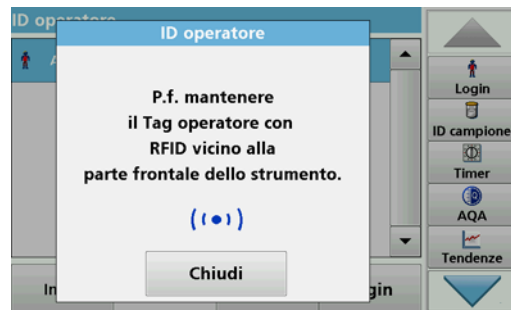 ID operatore
ID operatore
P.f. mantenere
il Tag operatore con
RFID vicino alla
parte frontale dello strumento.
Chiudi
Login
ID campione
Timer
AQA
Tendenze